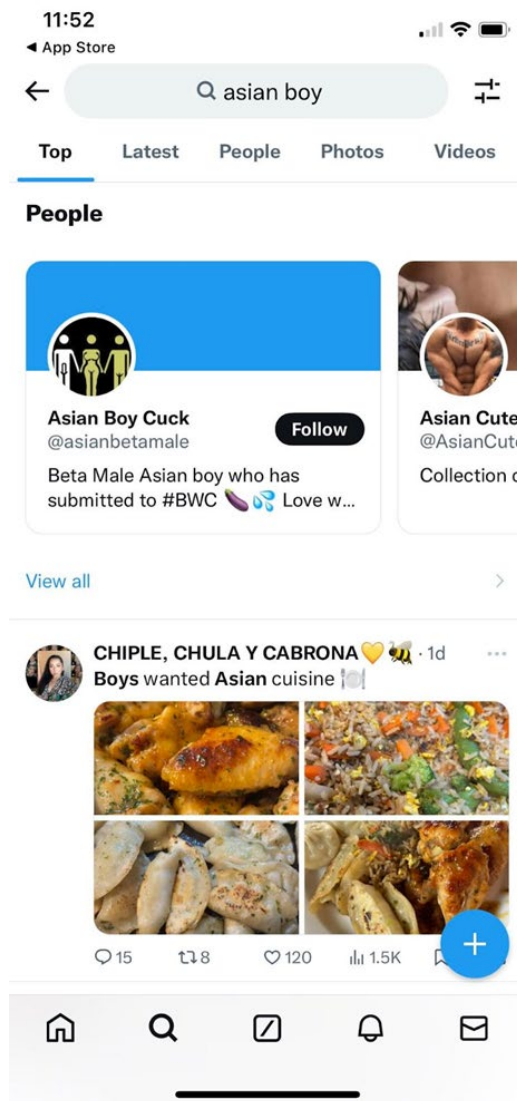 11:52
◀ App Store
asian boy
Top Latest People Photos Videos
People
Asian Boy Cuck
@asianbetamale
Follow
Beta Male Asian boy who has
submitted to #BWC 🍆💦 Love w...
Asian Cute
@AsianCute
Collection
View all
CHIPLE, CHULA Y CABRONA💛🐝 · 1d
Boys wanted Asian cuisine 🍽️
15 8 120 1.5K